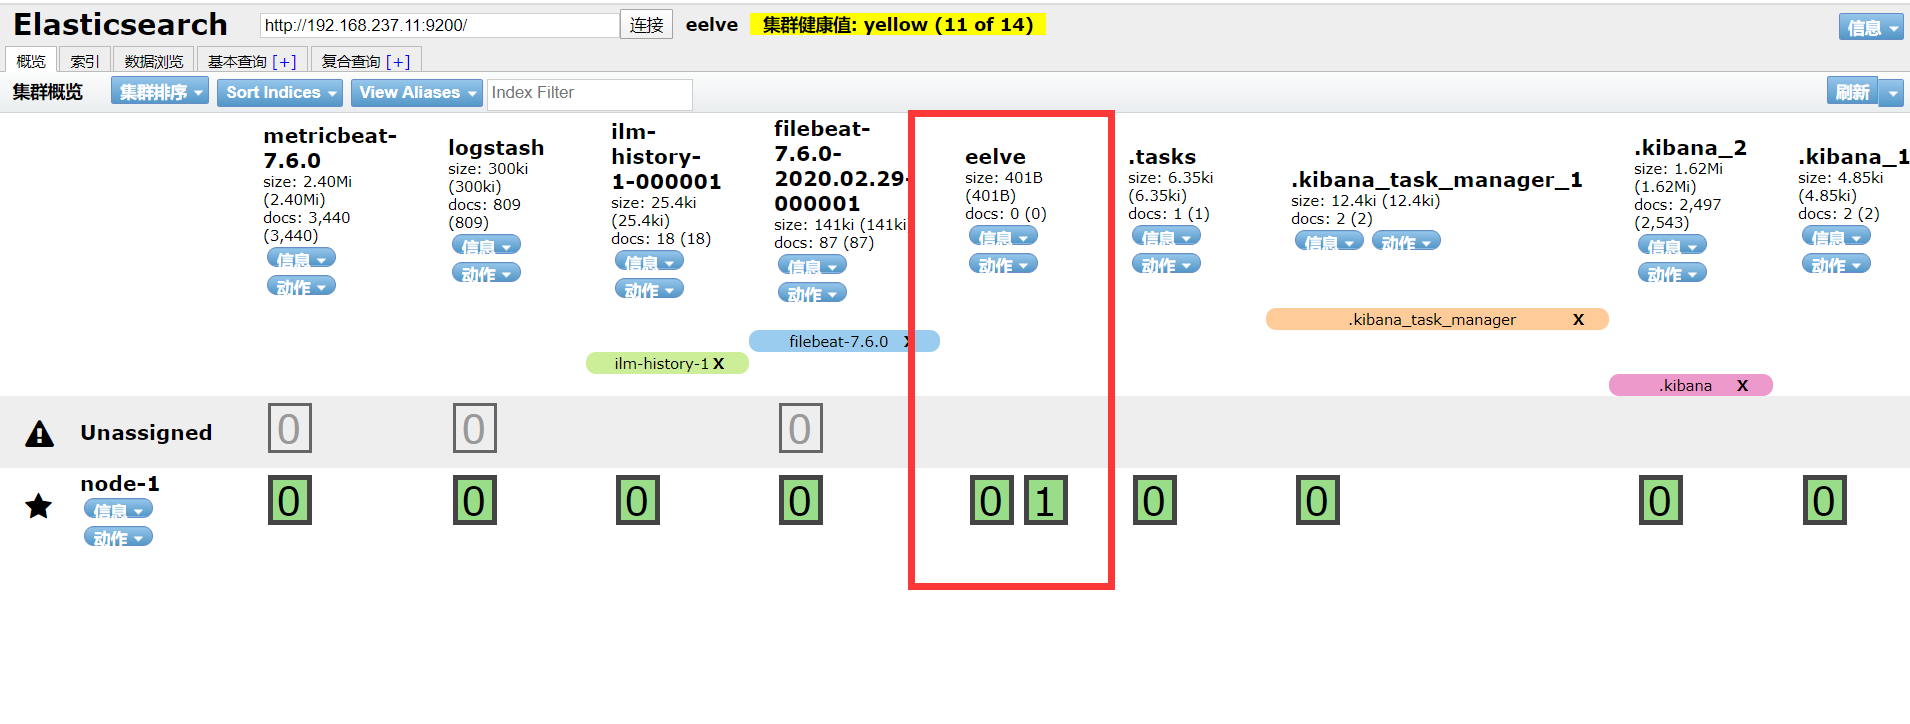 Elasticsearch
http://192.168.237.11:9200/
连接
eelve
集群健康值: yellow (11 of 14)
信息
概览
索引
数据浏览
基本查询 [+]
复合查询 [+]
集群概览
集群排序
Sort Indices
View Aliases
Index Filter
刷新
metricbeat-
7.6.0
size: 2.40Mi
(2.40Mi)
docs: 3,440
(3,440)
信息
动作
logstash
size: 300ki
(300ki)
docs: 809
(809)
信息
动作
ilm-
history-
1-000001
size: 25.4ki
(25.4ki)
docs: 18 (18)
信息
动作
filebeat-
7.6.0-
2020.02.29-
000001
size: 141ki (141ki
docs: 87 (87)
信息
动作
eelve
size: 401B
(401B)
docs: 0 (0)
信息
动作
.tasks
size: 6.35ki
(6.35ki)
docs: 1 (1)
信息
动作
.kibana_task_manager_1
size: 12.4ki (12.4ki)
docs: 2 (2)
信息
动作
.kibana_2
size: 1.62Mi
(1.62Mi)
docs: 2,497
(2,543)
信息
动作
.kibana_1
size: 4.85ki
(4.85ki)
docs: 2 (2)
信息
动作
.kibana_task_manager X
filebeat-7.6.0 X
ilm-history-1 X
.kibana X
Unassigned
0
0
0
node-1
信息
动作
0
0
0
0
0
1
0
0
0
0